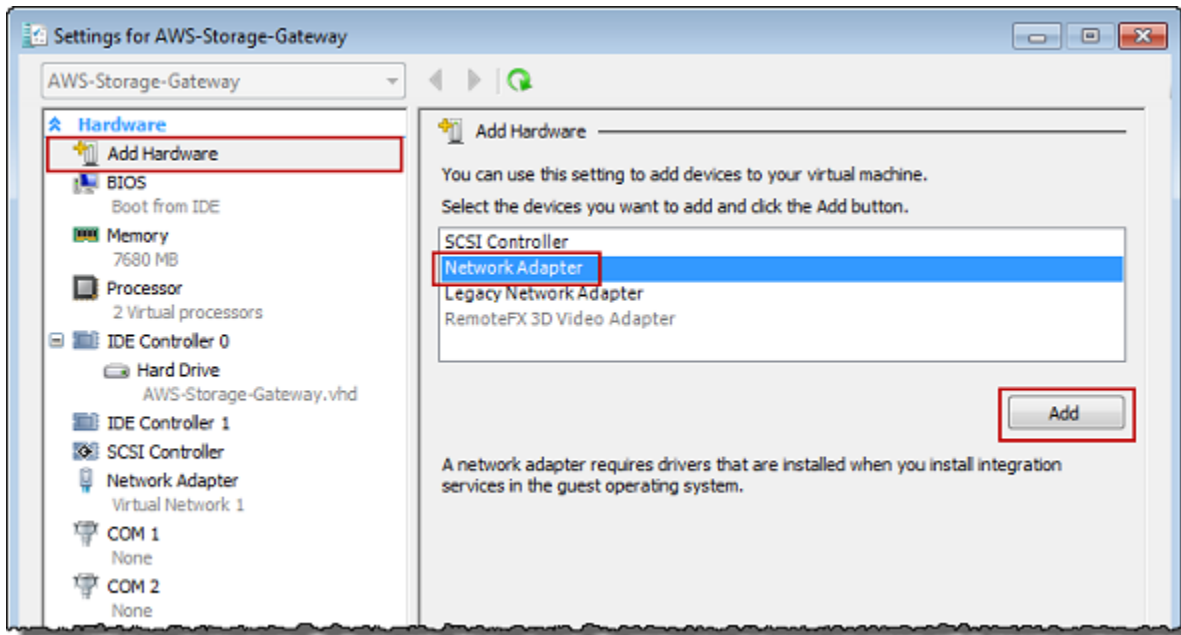 Settings for AWS-Storage-Gateway
AWS-Storage-Gateway
Hardware
Add Hardware
BIOS
Boot from IDE
Memory
7680 MB
Processor
2 Virtual processors
IDE Controller 0
Hard Drive
AWS-Storage-Gateway.vhd
IDE Controller 1
SCSI Controller
Network Adapter
Virtual Network 1
COM 1
None
COM 2
None
Add Hardware
You can use this setting to add devices to your virtual machine.
Select the devices you want to add and click the Add button.
SCSI Controller
Network Adapter
Legacy Network Adapter
RemoteFX 3D Video Adapter
Add
A network adapter requires drivers that are installed when you install integration
services in the guest operating system.